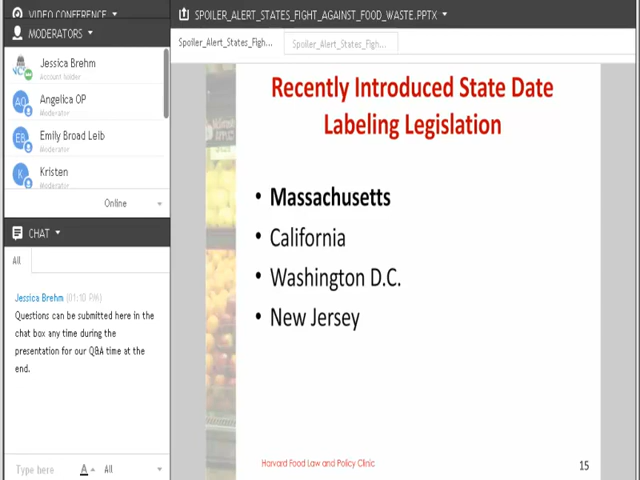 VIDEO CONFERENCE
MODERATORS
Jessica Brehm
Account Holder
AO
Angelica OP
Moderator
EB
Emily Broad Leib
Moderator
K
Kristen
Moderator
Online
CHAT
All
Jessica Brehm (01:10 PM)
Questions can be submitted here in the
chat box any time during the
presentation for our Q&A time at the
end.
Type here
A
All
SPOILER_ALERT_STATES_FIGHT_AGAINST_FOOD_WASTE.PPTX
Spoiler_Alert_States_Figh...
Spoiler_Alert_States_Figh...
Recently Introduced State Date
Labeling Legislation
• Massachusetts
• California
• Washington D.C.
• New Jersey
Harvard Food Law and Policy Clinic
15